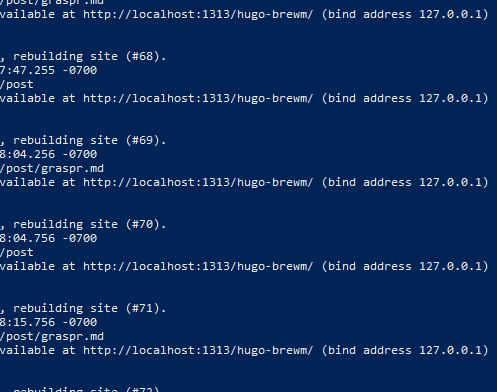 /post/graspr.md
vailable at http://localhost:1313/hugo-brewm/ (bind address 127.0.0.1)
, rebuilding site (#68).
7:47.255 -0700
/post
vailable at http://localhost:1313/hugo-brewm/ (bind address 127.0.0.1)
, rebuilding site (#69).
8:04.256 -0700
/post/graspr.md
vailable at http://localhost:1313/hugo-brewm/ (bind address 127.0.0.1)
, rebuilding site (#70).
8:04.756 -0700
/post
vailable at http://localhost:1313/hugo-brewm/ (bind address 127.0.0.1)
, rebuilding site (#71).
8:15.756 -0700
/post/graspr.md
vailable at http://localhost:1313/hugo-brewm/ (bind address 127.0.0.1)
, rebuilding site (#72)